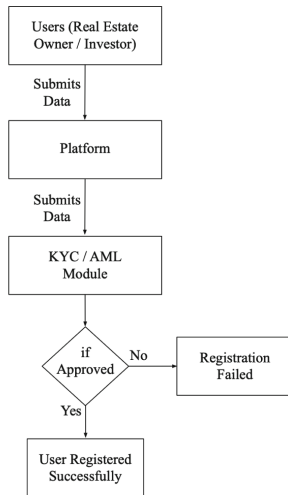 Users (Real Estate
Owner / Investor)
Submits
Data
Platform
Submits
Data
KYC / AML
Module
if
Approved
No
Registration
Failed
Yes
User Registered
Successfully